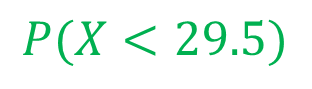 P(X < 29.5)